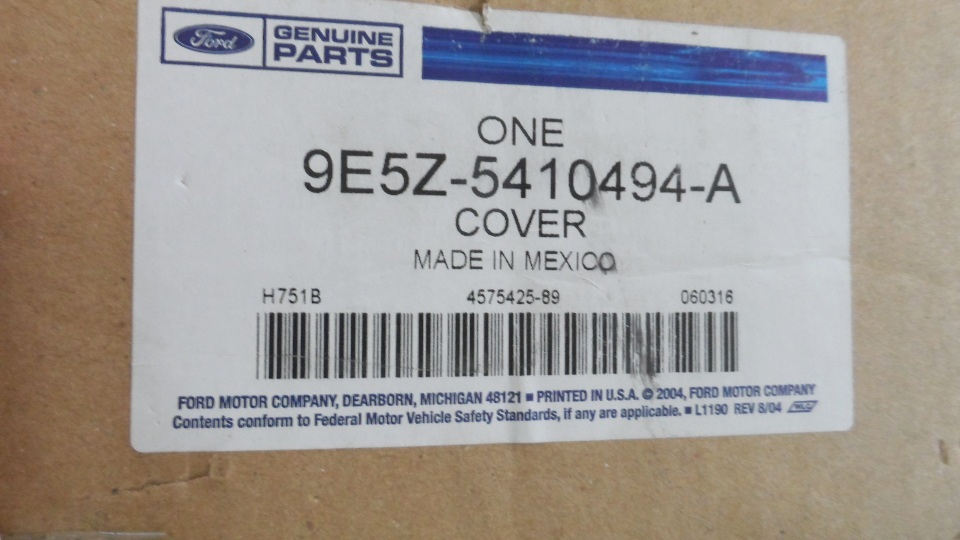 Ford GENUINE
PARTS
ONE
9E5Z-5410494-A
COVER
MADE IN MEXICO
H751B 4575425-89 060316
FORD MOTOR COMPANY, DEARBORN, MICHIGAN 48121 ■ PRINTED IN U.S.A. © 2004, FORD MOTOR COMPANY
Contents conform to Federal Motor Vehicle Safety Standards, if any are applicable. ■ L1190 REV 8/04